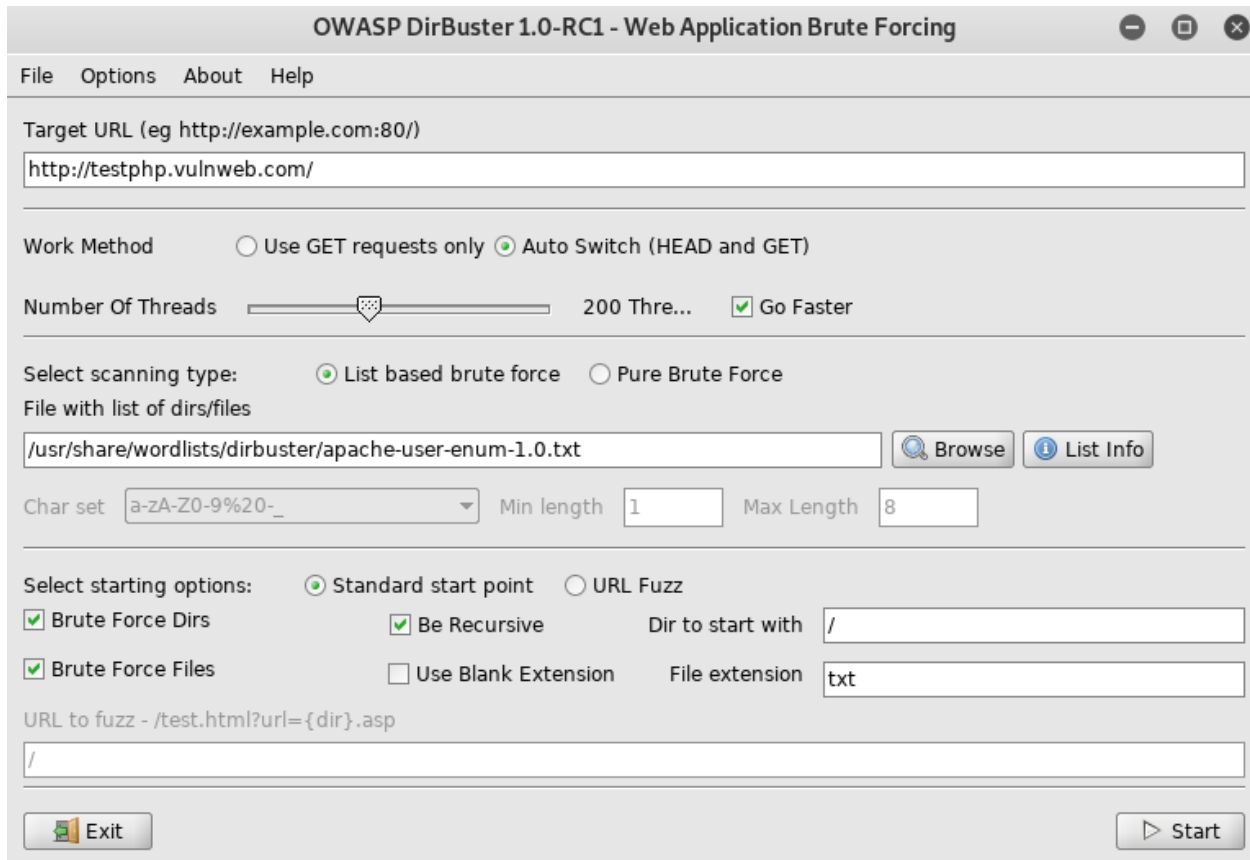 OWASP DirBuster 1.0-RC1 - Web Application Brute Forcing
File Options About Help
Target URL (eg http://example.com:80/)
http://testphp.vulnweb.com/
Work Method Use GET requests only Auto Switch (HEAD and GET)
Number Of Threads 200 Thre... Go Faster
Select scanning type: List based brute force Pure Brute Force
File with list of dirs/files
/usr/share/wordlists/dirbuster/apache-user-enum-1.0.txt Browse List Info
Char set a-zA-Z0-9%20-_ Min length 1 Max Length 8
Select starting options: Standard start point URL Fuzz
Brute Force Dirs Be Recursive Dir to start with /
Brute Force Files Use Blank Extension File extension txt
URL to fuzz - /test.html?url={dir}.asp
/
Exit Start